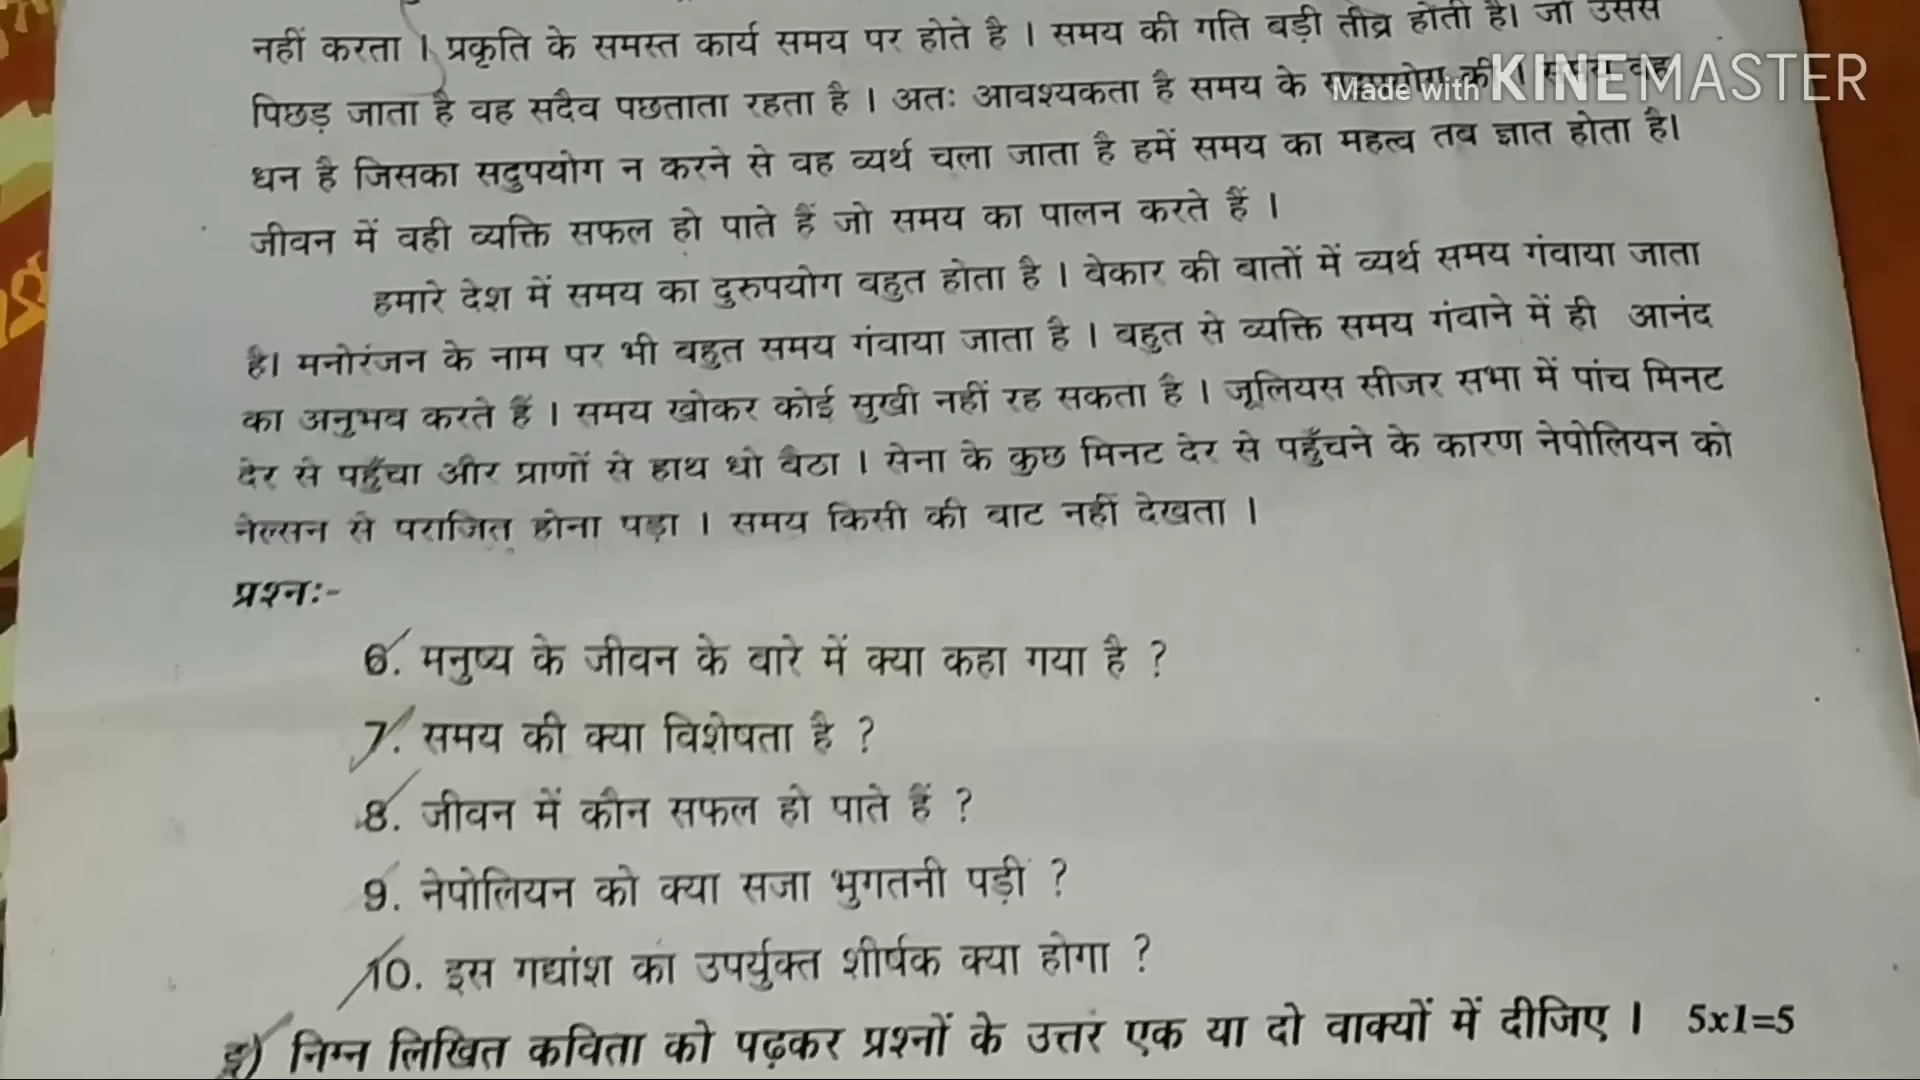 नहीं करता । प्रकृति के समस्त कार्य समय पर होते है । समय की गति बड़ी तीव्र होती है। जो उससे
Made with KINEMASTER
पिछड़ जाता है वह सदैव पछताता रहता है । अतः आवश्यकता है समय के की । समय वह
धन है जिसका सदुपयोग न करने से वह व्यर्थ चला जाता है हमें समय का महत्व तब ज्ञात होता है।
जीवन में वही व्यक्ति सफल हो पाते हैं जो समय का पालन करते हैं ।
हमारे देश में समय का दुरुपयोग बहुत होता है । बेकार की बातों में व्यर्थ समय गंवाया जाता
है। मनोरंजन के नाम पर भी बहुत समय गंवाया जाता है । बहुत से व्यक्ति समय गंवाने में ही आनंद
का अनुभव करते हैं । समय खोकर कोई सुखी नहीं रह सकता है । जूलियस सीजर सभा में पांच मिनट
देर से पहुँचा और प्राणों से हाथ धो बैठा । सेना के कुछ मिनट देर से पहुँचने के कारण नेपोलियन को
नेल्सन से पराजित होना पड़ा । समय किसी की बाट नहीं देखता ।
प्रश्नः-
6. मनुष्य के जीवन के बारे में क्या कहा गया है ?
7. समय की क्या विशेषता है ?
8. जीवन में कौन सफल हो पाते हैं ?
9. नेपोलियन को क्या सजा भुगतनी पड़ी ?
10. इस गद्यांश का उपर्युक्त शीर्षक क्या होगा ?
इ) निम्न लिखित कविता को पढ़कर प्रश्नों के उत्तर एक या दो वाक्यों में दीजिए । 5x1=5